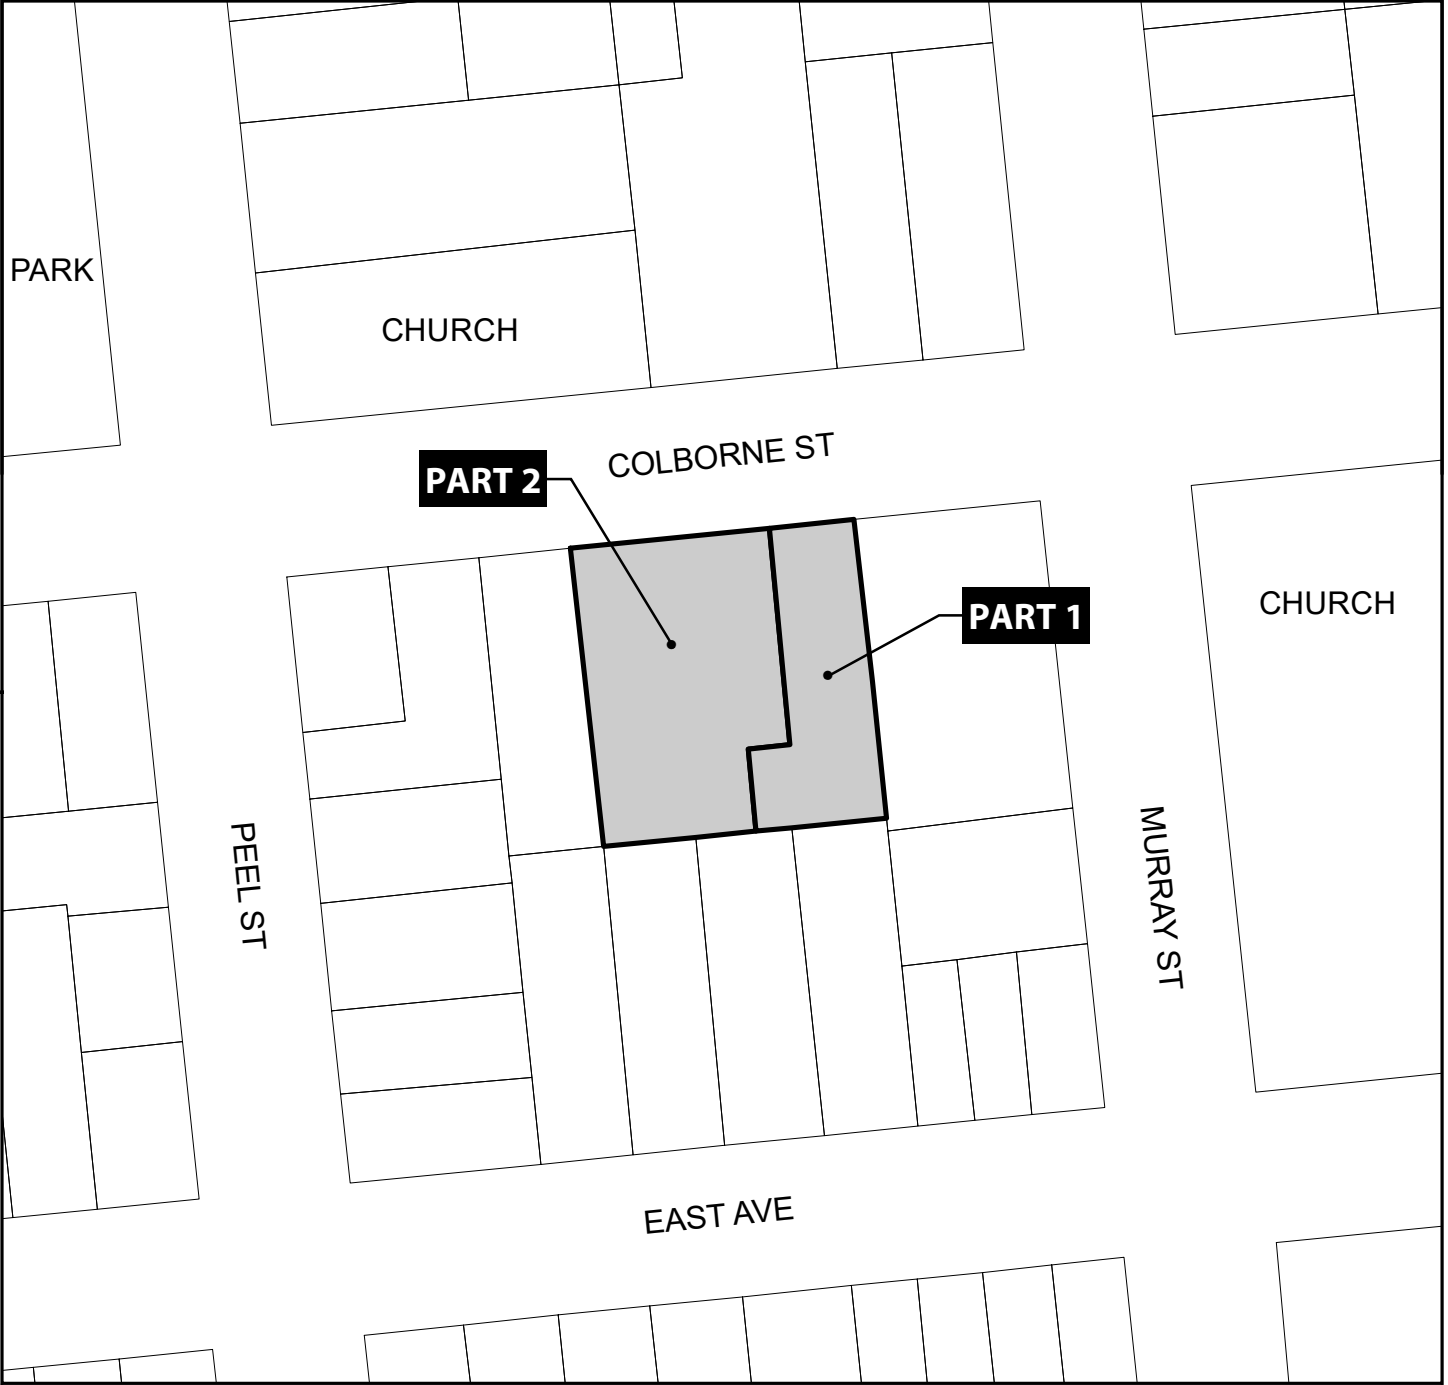 PARK
CHURCH
COLBORNE ST
PART 2
CHURCH
PART 1
PEEL ST
MURRAY ST
EAST AVE